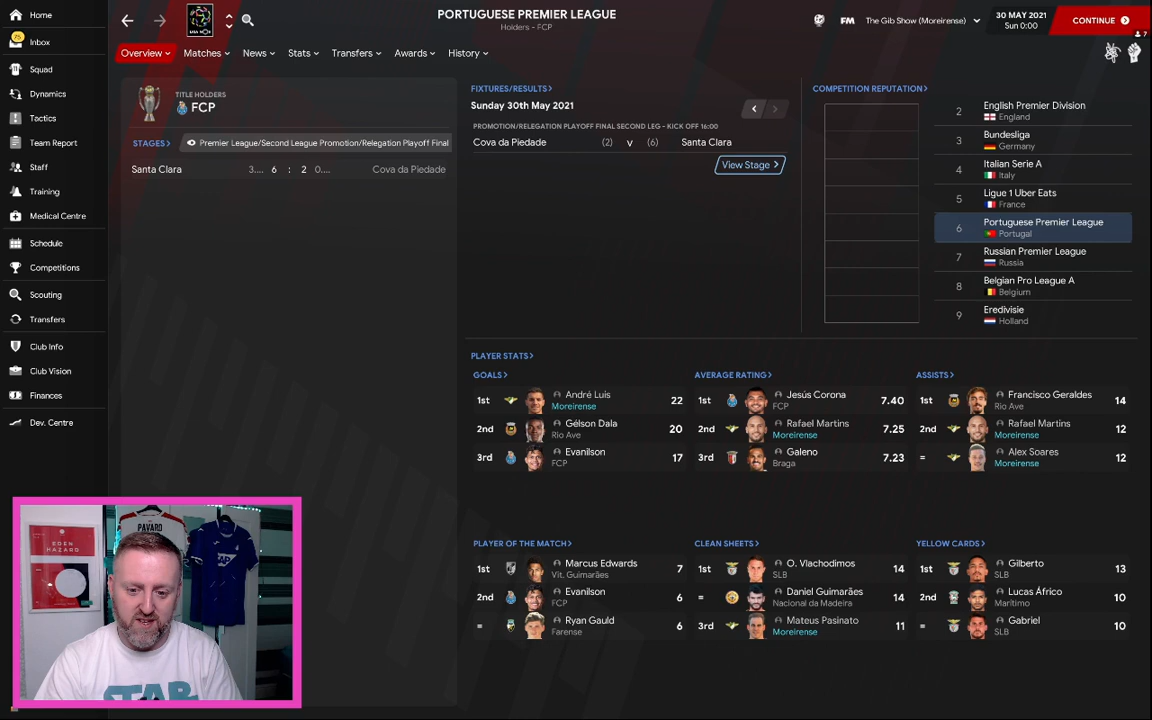 Home
75
Inbox
Squad
Dynamics
Tactics
Team Report
Staff
Training
Medical Centre
Schedule
Competitions
Scouting
Transfers
Club Info
Club Vision
Finances
Dev. Centre
PORTUGUESE PREMIER LEAGUE
Holders - FCP
FM
The Gib Show (Moreirense)
30 MAY 2021
Sun 0:00
CONTINUE
7
Overview
Matches
News
Stats
Transfers
Awards
History
TITLE HOLDERS
FCP
STAGES
Premier League/Second League Promotion/Relegation Playoff Final
Santa Clara 3.... 6 : 2 0.... Cova da Piedade
FIXTURES/RESULTS
Sunday 30th May 2021
PROMOTION/RELEGATION PLAYOFF FINAL SECOND LEG - KICK OFF 16:00
Cova da Piedade (2) v (6) Santa Clara
View Stage
COMPETITION REPUTATION
2 English Premier Division
England
3 Bundesliga
Germany
4 Italian Serie A
Italy
5 Ligue 1 Uber Eats
France
6 Portuguese Premier League
Portugal
7 Russian Premier League
Russia
8 Belgian Pro League A
Belgium
9 Eredivisie
Holland
PLAYER STATS
GOALS
1st André Luis 22
Moreirense
2nd Gélson Dala 20
Rio Ave
3rd Evanilson 17
FCP
AVERAGE RATING
1st Jesús Corona 7.40
FCP
2nd Rafael Martins 7.25
Moreirense
3rd Galeno 7.23
Braga
ASSISTS
1st Francisco Geraldes 14
Rio Ave
2nd Rafael Martins 12
Moreirense
= Alex Soares 12
Moreirense
PLAYER OF THE MATCH
1st Marcus Edwards 7
Vit. Guimarães
2nd Evanilson 6
FCP
= Ryan Gauld 6
Farense
CLEAN SHEETS
1st O. Vlachodimos 14
SLB
= Daniel Guimarães 14
Nacional da Madeira
3rd Mateus Pasinato 11
Moreirense
YELLOW CARDS
1st Gilberto 13
SLB
2nd Lucas Áfrico 10
Marítimo
= Gabriel 10
SLB
EDEN
HAZARD
PAVARD
STAR